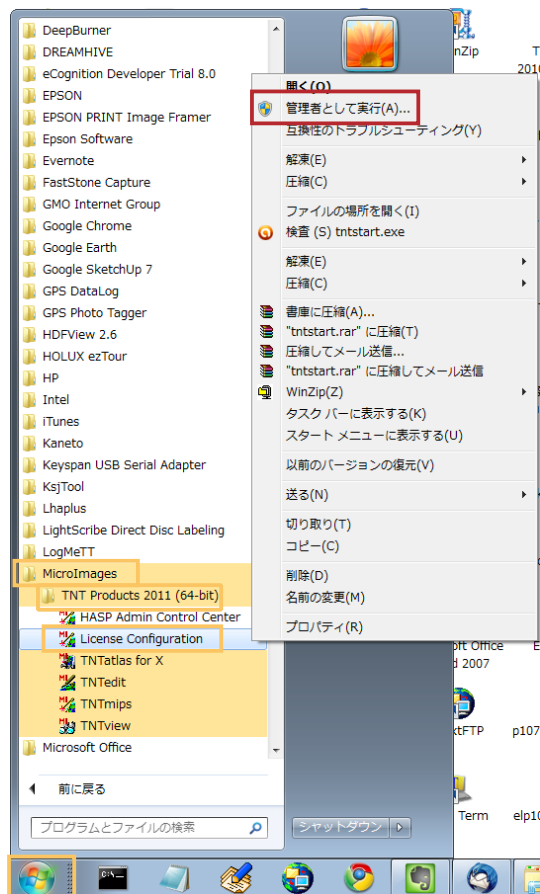 DeepBurner
DREAMHIVE
eCognition Developer Trial 8.0
EPSON
EPSON PRINT Image Framer
Epson Software
Evernote
FastStone Capture
GMO Internet Group
Google Chrome
Google Earth
Google SketchUp 7
GPS DataLog
GPS Photo Tagger
HDFView 2.6
HOLUX ezTour
HP
Intel
iTunes
Kaneto
Keyspan USB Serial Adapter
KsjTool
Lhaplus
LightScribe Direct Disc Labeling
LogMeTT
MicroImages
TNT Products 2011 (64-bit)
HASP Admin Control Center
License Configuration
TNTatlas for X
TNTedit
TNTmips
TNTview
Microsoft Office
前に戻る
プログラムとファイルの検索
シャットダウン
開く(O)
管理者として実行(A)...
互換性のトラブルシューティング(Y)
解凍(E)
圧縮(C)
ファイルの場所を開く(I)
検査 (S) tntstart.exe
解凍(E)
圧縮(C)
書庫に圧縮(A)...
"tntstart.rar" に圧縮(T)
圧縮してメール送信...
"tntstart.rar" に圧縮してメール送信
WinZip(Z)
タスク バーに表示する(K)
スタート メニューに表示する(U)
以前のバージョンの復元(V)
送る(N)
切り取り(T)
コピー(C)
削除(D)
名前の変更(M)
プロパティ(R)
nZip
2010
oft Office
d 2007
xtFTP
p107
Term
elp10